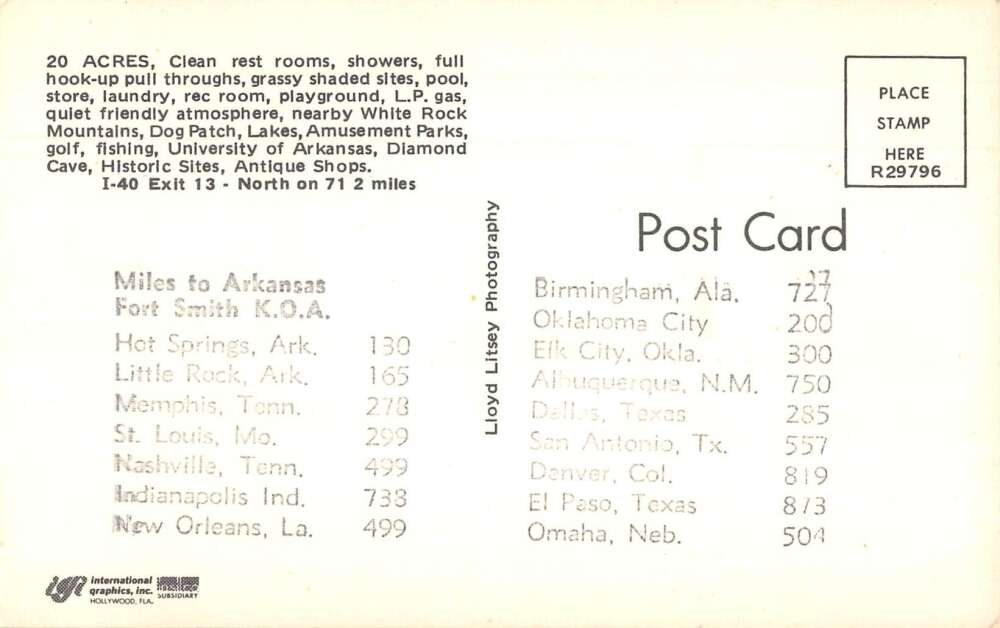 20 ACRES, Clean rest rooms, showers, full
hook-up pull throughs, grassy shaded sites, pool,
store, laundry, rec room, playground, L.P. gas,
quiet friendly atmosphere, nearby White Rock
Mountains, Dog Patch, Lakes, Amusement Parks,
golf, fishing, University of Arkansas, Diamond
Cave, Historic Sites, Antique Shops.
I-40 Exit 13 - North on 71 2 miles
PLACE
STAMP
HERE
R29796
Post Card
Lloyd Litsey Photography
Miles to Arkansas
Fort Smith K.O.A.
Hot Springs, Ark. 130
Little Rock, Ark. 165
Memphis, Tenn. 278
St. Louis, Mo. 299
Nashville, Tenn. 499
Indianapolis Ind. 738
New Orleans, La. 499
Birmingham, Ala. 727
Oklahoma City 200
Elk City, Okla. 300
Albuquerque, N.M. 750
Dallas, Texas 285
San Antonio, Tx. 557
Denver, Col. 819
El Paso, Texas 873
Omaha, Neb. 504
igi international
graphics, inc.
HOLLYWOOD, FLA.
SUBSIDIARY